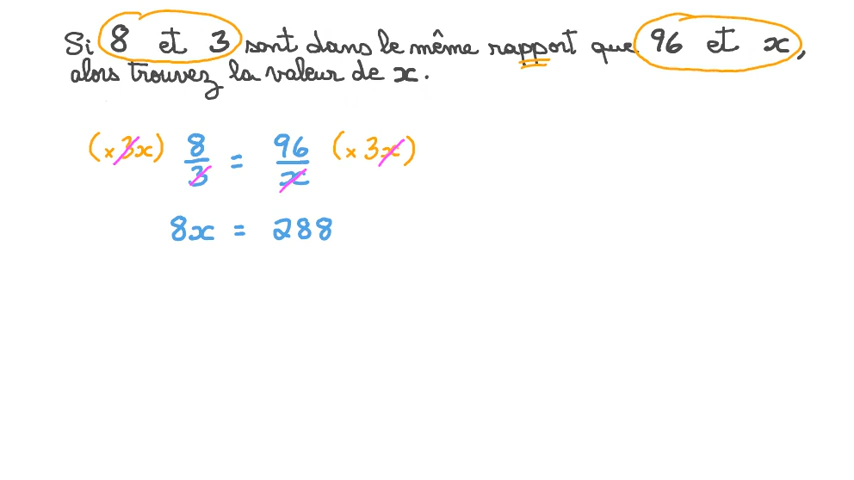 Si 8 et 3 sont dans le même rapport que 96 et x,
alors trouvez la valeur de x.
(× 3x) 8/3 = 96/x (× 3x)
8x = 288